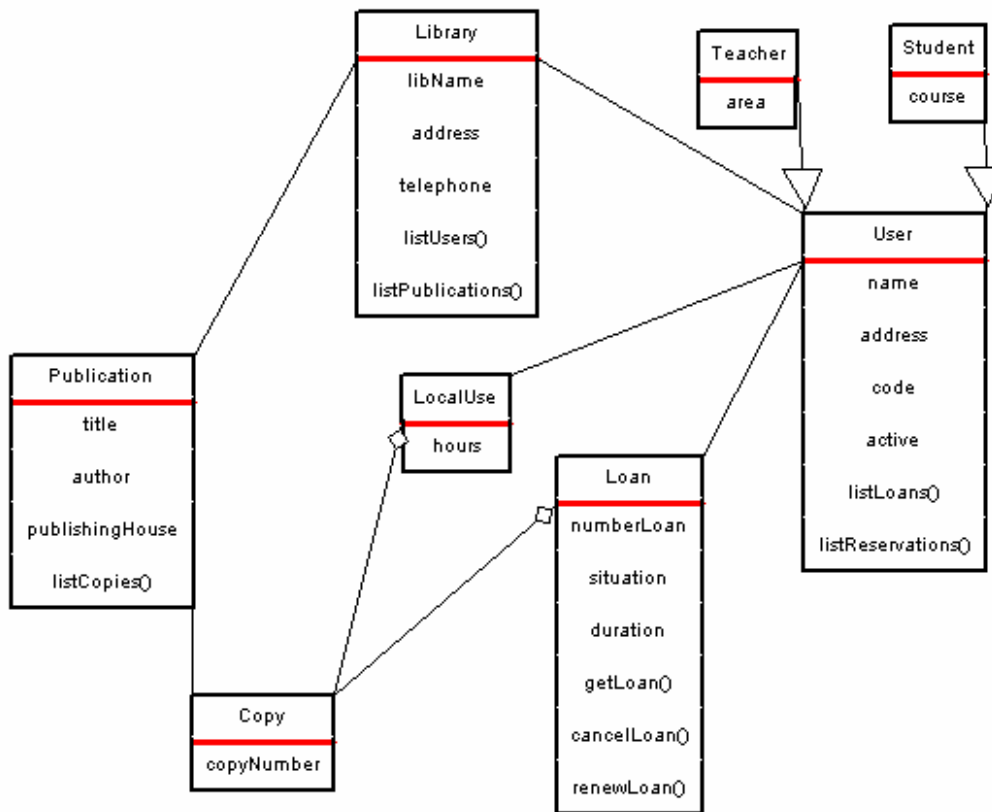 Library
libName
address
telephone
listUsers()
listPublications()
Teacher
area
Student
course
User
name
address
code
active
listLoans()
listReservations()
Publication
title
author
publishingHouse
listCopies()
LocalUse
hours
Loan
numberLoan
situation
duration
getLoan()
cancelLoan()
renewLoan()
Copy
copyNumber